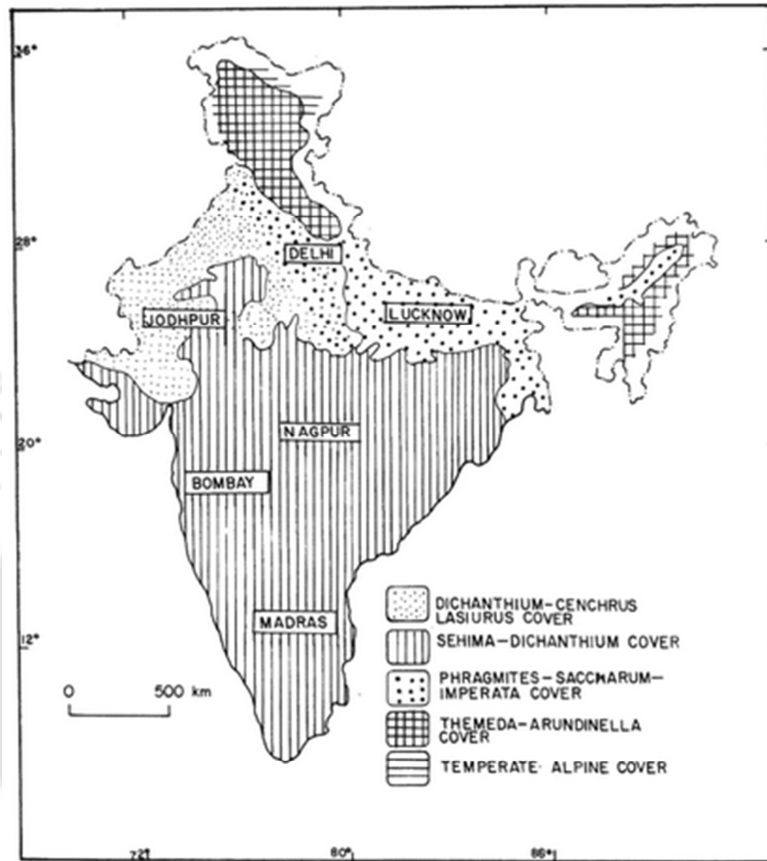 36°
28°
DELHI
LUCKNOW
JODHPUR
NAGPUR
20°
BOMBAY
DICHANTHIUM-CENCHRUS
LASIURUS COVER
MADRAS
12°
SEHIMA-DICHANTHIUM COVER
PHRAGMITES-SACCHARUM-
IMPERATA COVER
0 500 km
THEMEDA-ARUNDINELLA
COVER
TEMPERATE-ALPINE COVER
80°